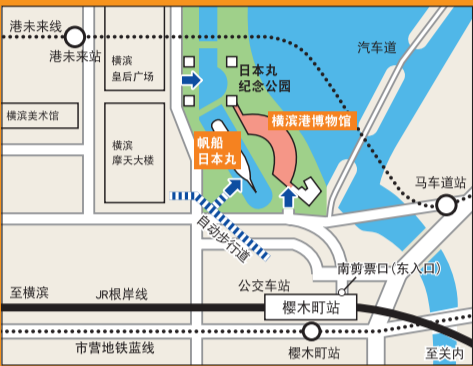 港未来线
港未来站
横滨
皇后广场
日本丸
纪念公园
汽车道
横滨美术馆
横滨港博物馆
横滨
摩天大楼
帆船
日本丸
马车道站
自动步行道
南剪票口(东入口)
公交车站
至横滨
JR根岸线
樱木町站
市营地铁蓝线
樱木町站
至关内